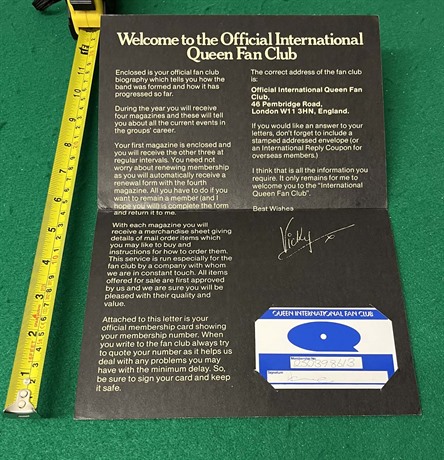 Welcome to the Official International
Queen Fan Club
Enclosed is your official fan club
biography which tells you how the
band was formed and how it has
progressed so far.
During the year you will receive
four magazines and these will tell
you about all the current events in
the groups' career.
Your first magazine is enclosed and
you will receive the other three at
regular intervals. You need not
worry about renewing membership
as you will automatically receive a
renewal form with the fourth
magazine. All you have to do if you
want to remain a member (and I
hope you will) is complete the form
and return it to me.
With each magazine you will
receive a merchandise sheet giving
details of mail order items which
you may like to buy and
instructions for how to order them.
This service is run especially for the
fan club by a company with whom
we are in constant touch. All items
offered for sale are first approved
by us and we are sure you will be
pleased with their quality and
value.
Attached to this letter is your
official membership card showing
your membership number. When
you write to the fan club always try
to quote your number as it helps us
deal with any problems you may
have with the minimum delay. So,
be sure to sign your card and keep
it safe.
The correct address of the fan club
is:
Official International Queen Fan
Club,
46 Pembridge Road,
London W11 3HN, England.
If you would like an answer to your
letters, don't forget to include a
stamped addressed envelope (or
an International Reply Coupon for
overseas members.)
I think that is all the information you
require. It only remains for me to
welcome you to the "International
Queen Fan Club".
Best Wishes
Vicky x
QUEEN INTERNATIONAL FAN CLUB
Membership No.
Signature
11
10
9
8
7
6
5
4
3
2
1